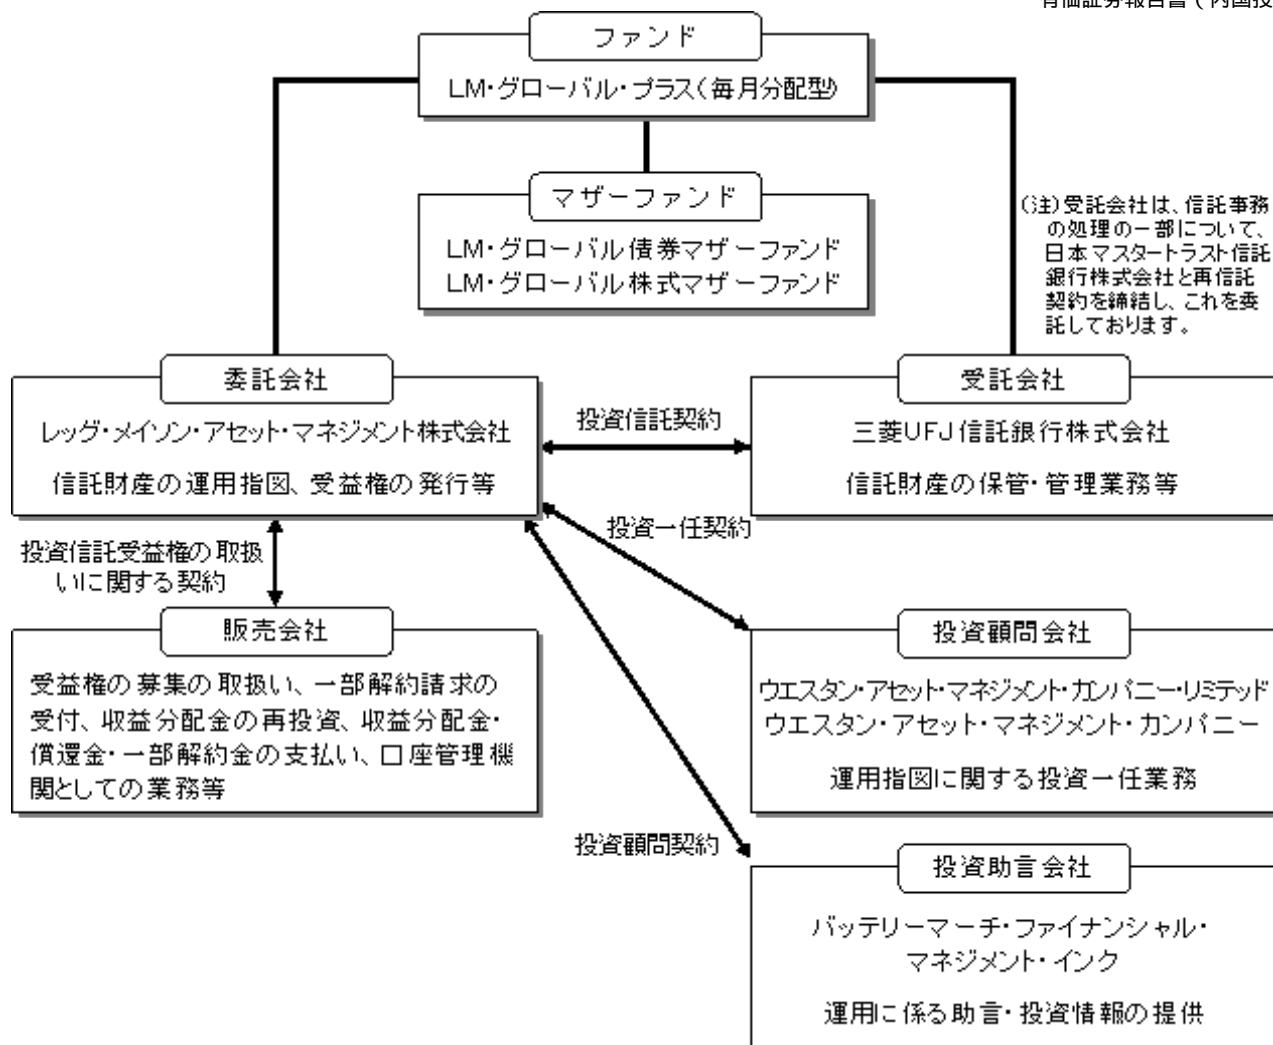 有価証券報告書(内国投
ファンド
LM・グローバル・プラス(毎月分配型)
マザーファンド
LM・グローバル債券マザーファンド
LM・グローバル株式マザーファンド
(注)受託会社は、信託事務
の処理の一部について、
日本マスタートラスト信託
銀行株式会社と再信託
契約を締結し、これを委
託しております。
委託会社
レッグ・メイソン・アセット・マネジメント株式会社
信託財産の運用指図、受益権の発行等
投資信託契約
受託会社
三菱UFJ信託銀行株式会社
信託財産の保管・管理業務等
投資一任契約
投資信託受益権の取扱
いに関する契約
販売会社
受益権の募集の取扱い、一部解約請求の
受付、収益分配金の再投資、収益分配金・
償還金・一部解約金の支払い、口座管理機
関としての業務等
投資顧問会社
ウエスタン・アセット・マネジメント・カンパニー・リミテッド
ウエスタン・アセット・マネジメント・カンパニー
運用指図に関する投資一任業務
投資顧問契約
投資助言会社
バッテリーマーチ・ファイナンシャル・
マネジメント・インク
運用に係る助言・投資情報の提供